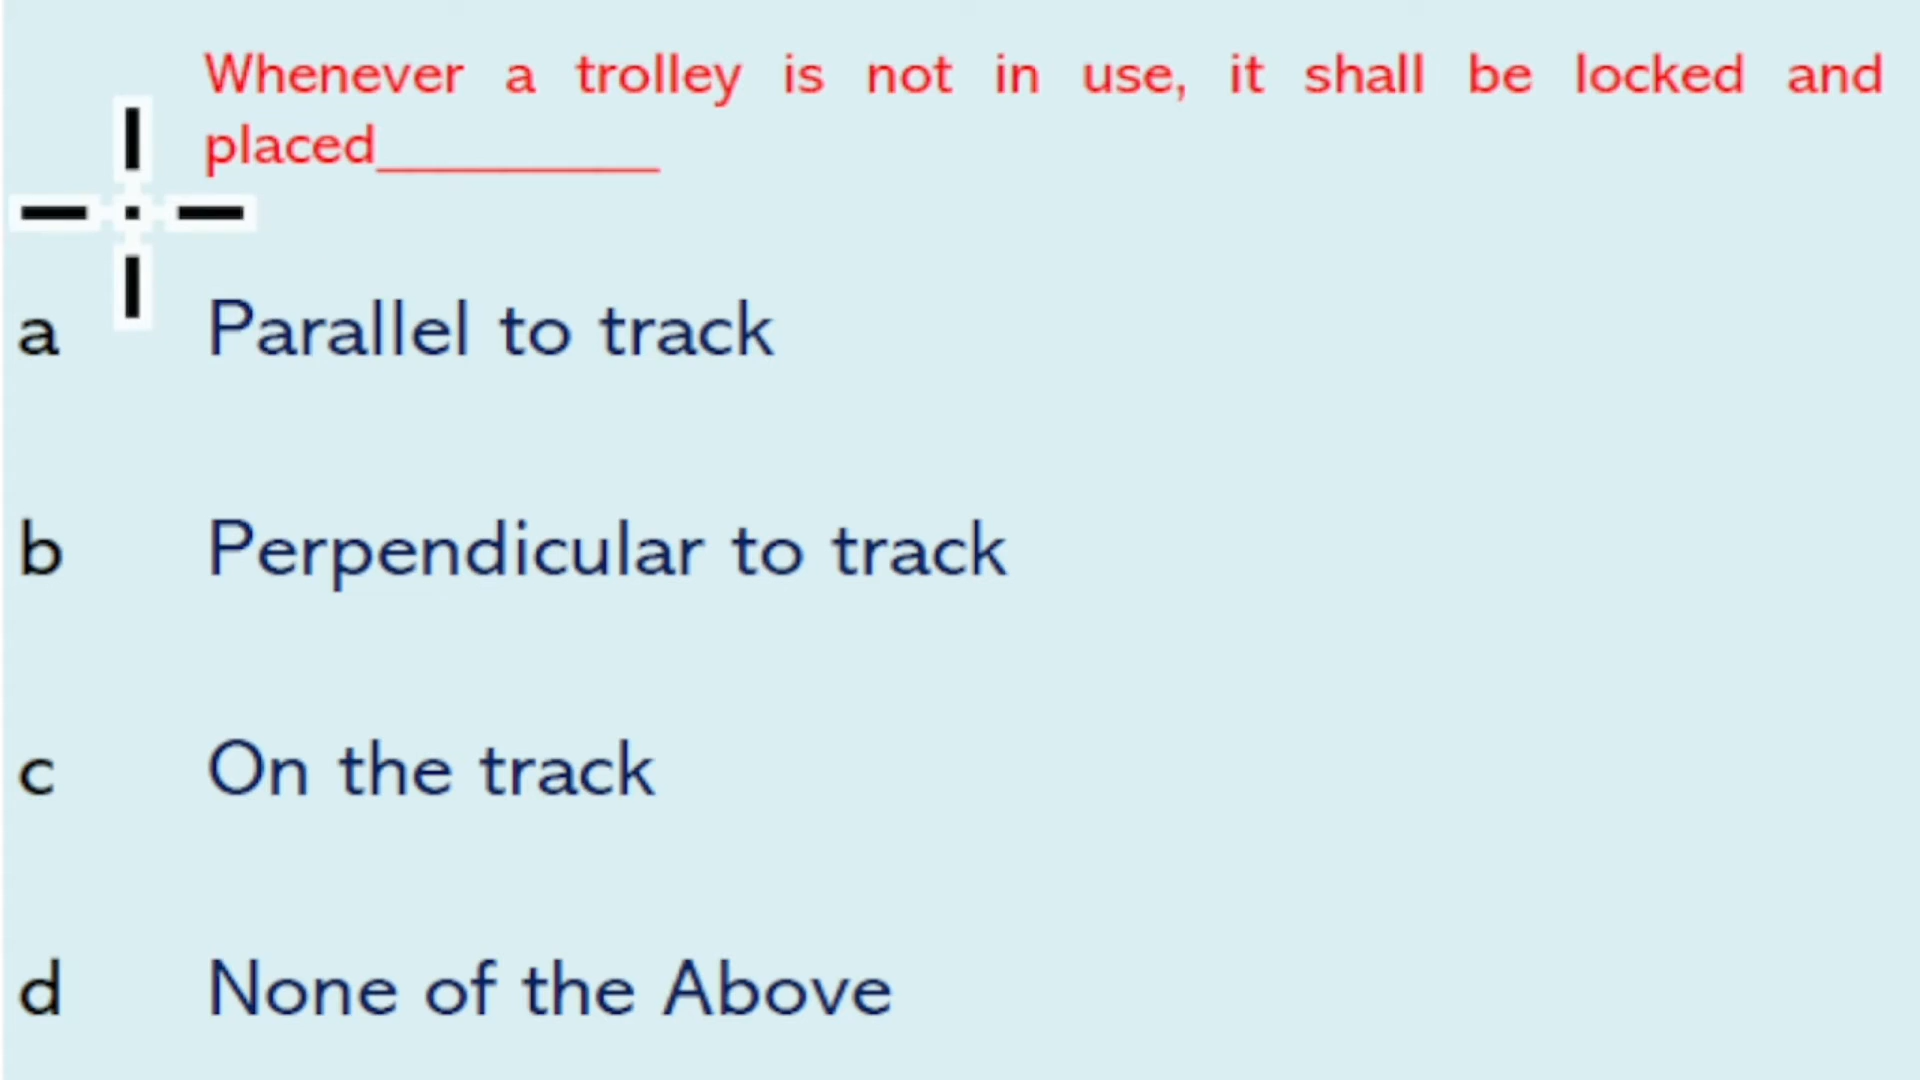 Whenever a trolley is not in use, it shall be locked and
placed__________
a Parallel to track
b Perpendicular to track
c On the track
d None of the Above